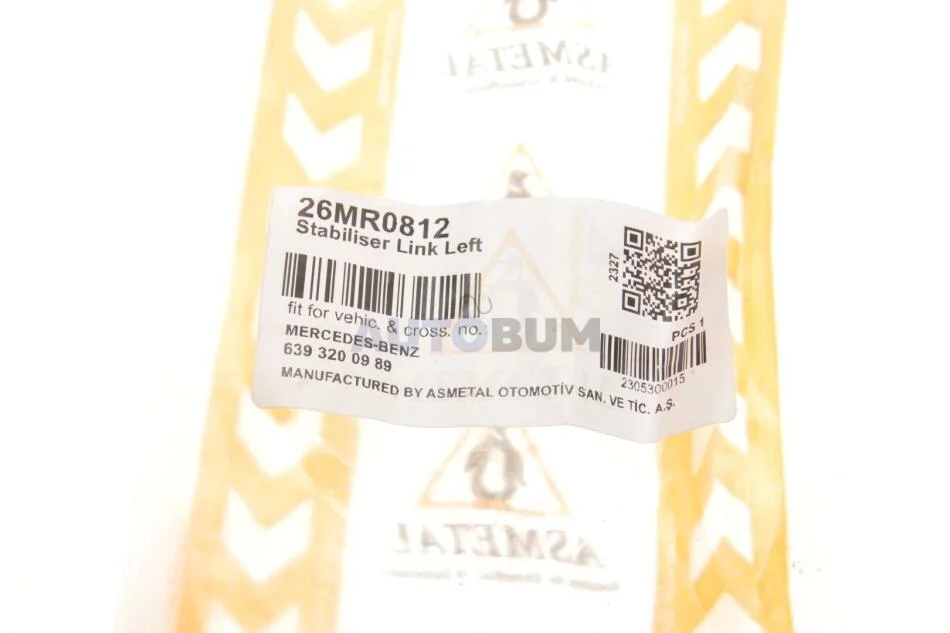 ASMETAL
26MR0812
Stabiliser Link Left
fit for vehic. & cross. no.
MERCEDES-BENZ
639 320 09 89
MANUFACTURED BY ASMETAL OTOMOTİV SAN. VE TİC. A.Ş.
2327
PCS 1
2305300015
AUTOBUM
ASMETAL